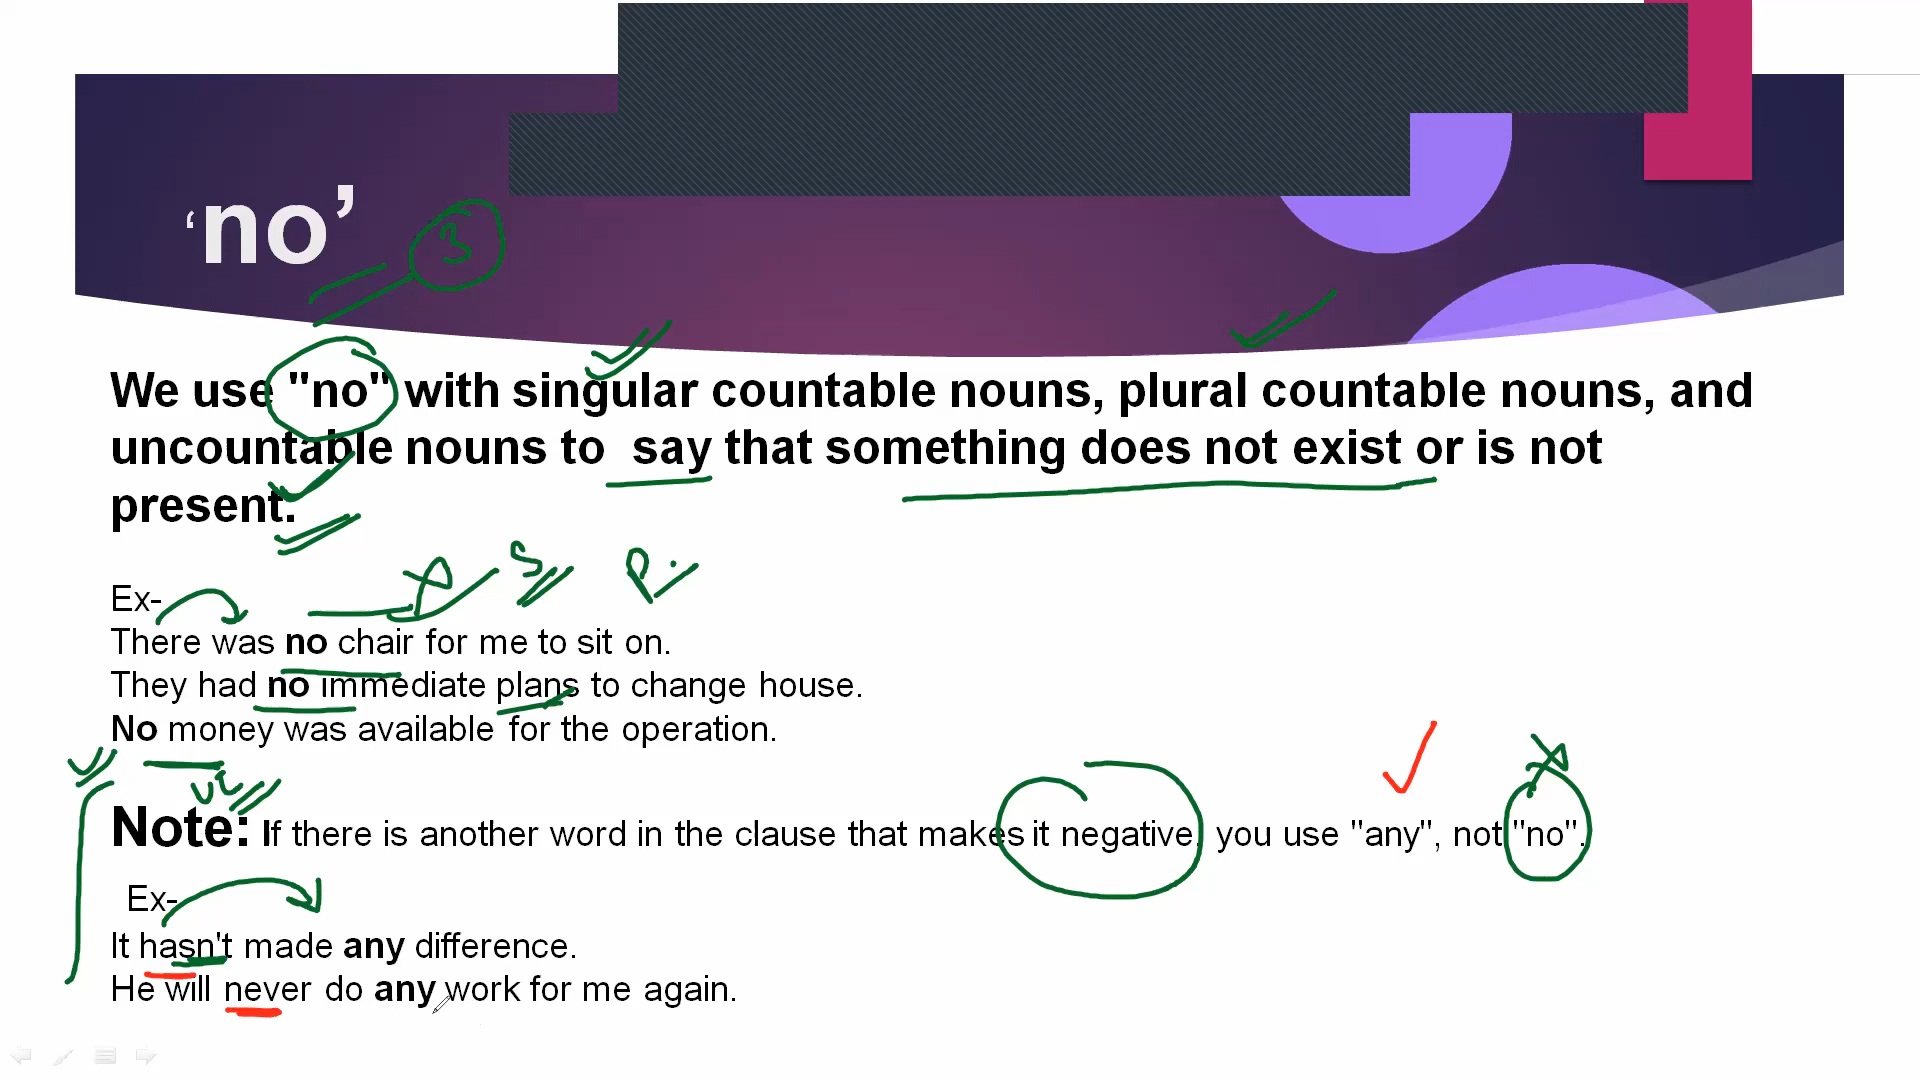 ‘no’
3
We use "no" with singular countable nouns, plural countable nouns, and
uncountable nouns to say that something does not exist or is not
present.
S P.
Ex-
There was no chair for me to sit on.
They had no immediate plans to change house.
No money was available for the operation.
UC
Note: If there is another word in the clause that makes it negative, you use "any", not "no".
Ex-
It hasn't made any difference.
He will never do any work for me again.